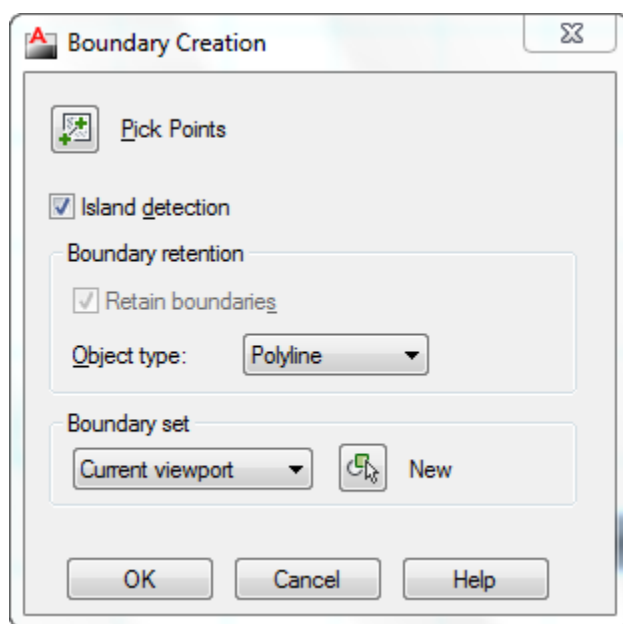 Boundary Creation
Pick Points
Island detection
Boundary retention
Retain boundaries
Object type: Polyline
Boundary set
Current viewport New
OK Cancel Help